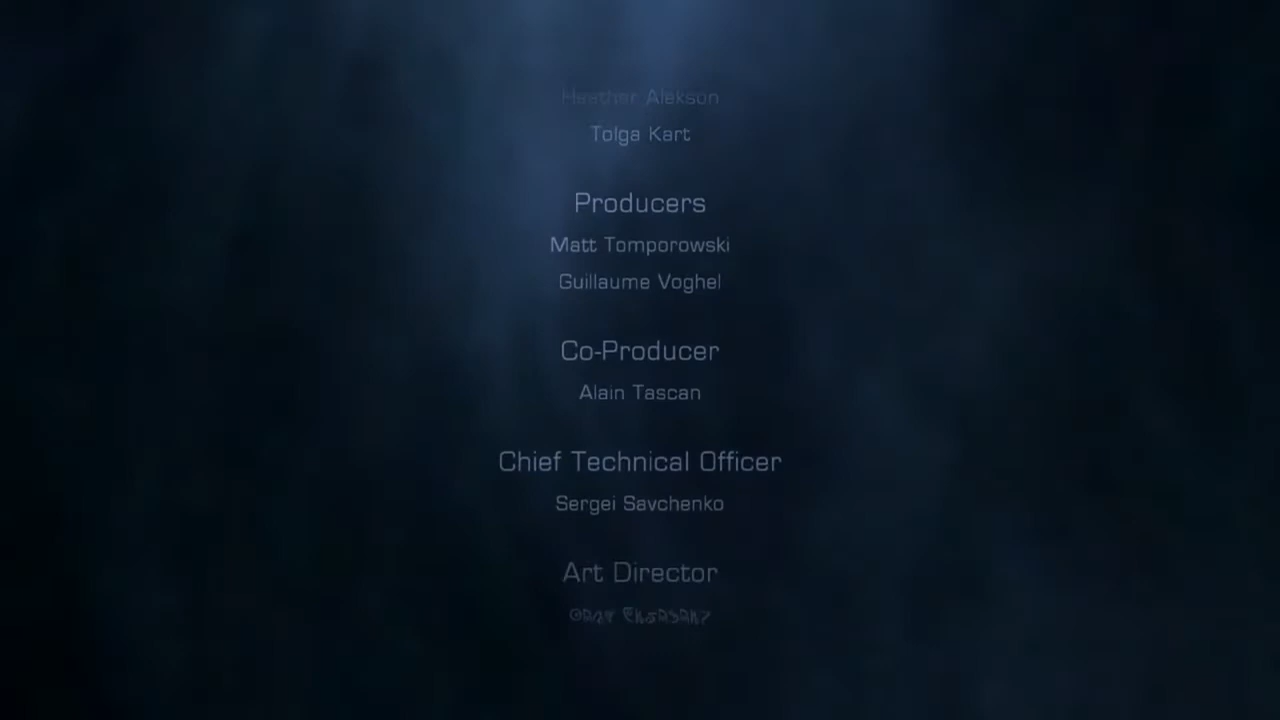 Heather Alekson
Tolga Kart
Producers
Matt Tomporowski
Guillaume Voghel
Co-Producer
Alain Tascan
Chief Technical Officer
Sergei Savchenko
Art Director